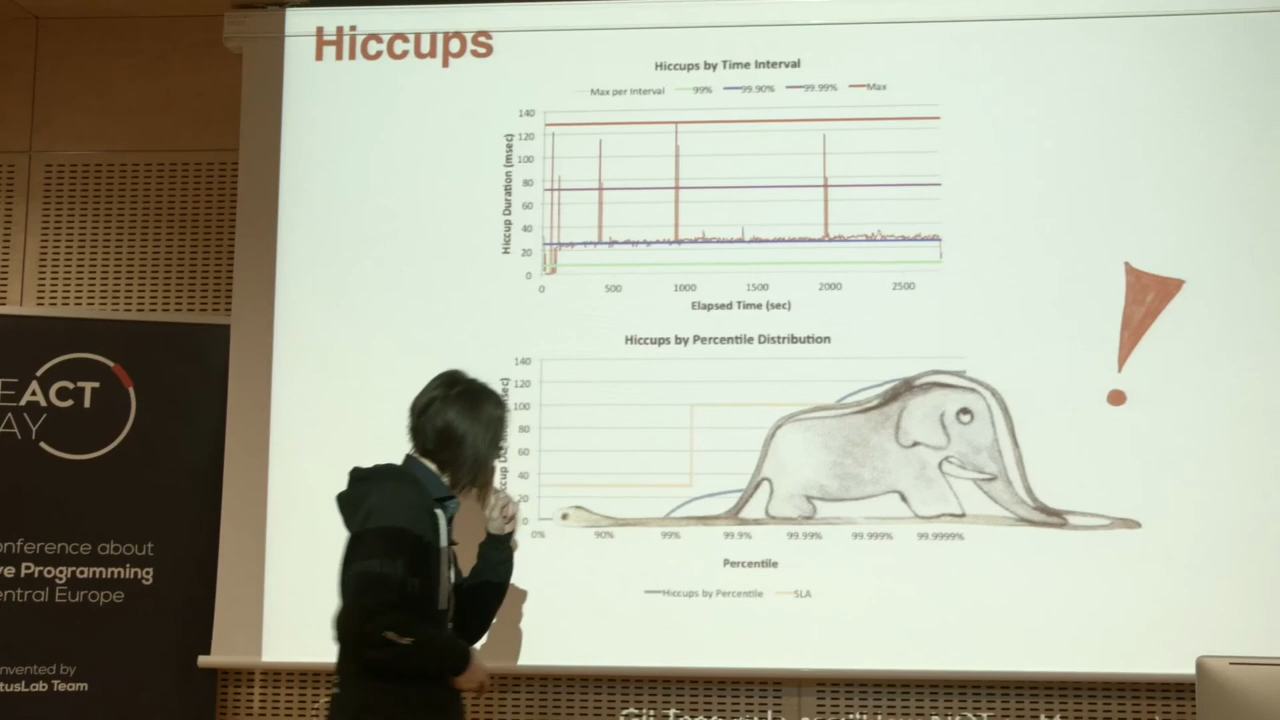 Hiccups
Hiccups by Time Interval
Max per Interval 99% 99.90% 99.99% Max
140
120
100
80
60
40
20
0
Hiccup Duration (msec)
0 500 1000 1500 2000 2500
Elapsed Time (sec)
Hiccups by Percentile Distribution
140
120
100
80
60
40
20
0
0% 90% 99% 99.9% 99.99% 99.999% 99.9999%
Percentile
Hiccups by Percentile SLA
!
EACT
AY
onference about
ve Programming
entral Europe
nvented by
tusLab Team